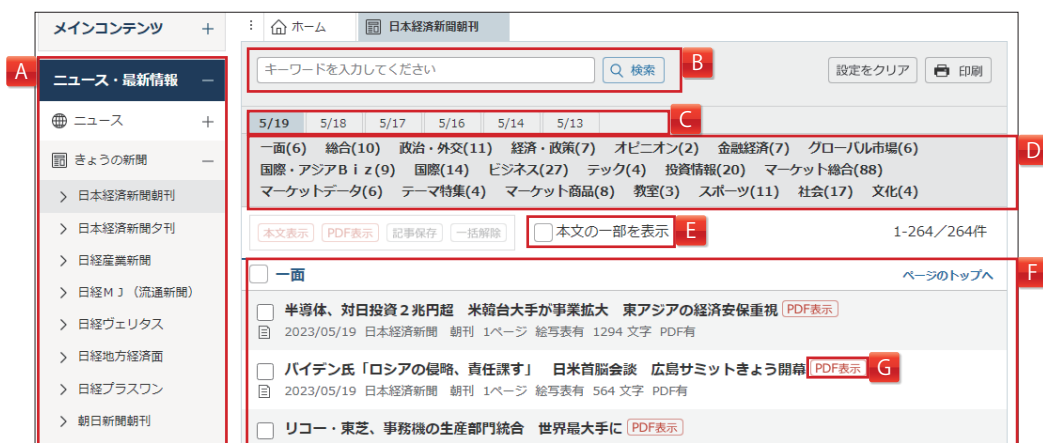 メインコンテンツ ＋
ホーム 日本経済新聞朝刊
A
ニュース・最新情報 －
キーワードを入力してください 検索 B 設定をクリア 印刷
ニュース ＋
5/19 5/18 5/17 5/16 5/14 5/13 C
きょうの新聞 －
一面(6) 総合(10) 政治・外交(11) 経済・政策(7) オピニオン(2) 金融経済(7) グローバル市場(6) D
国際・アジアＢｉｚ(9) 国際(14) ビジネス(27) テック(4) 投資情報(20) マーケット総合(88)
マーケットデータ(6) テーマ特集(4) マーケット商品(8) 教室(3) スポーツ(11) 社会(17) 文化(4)
日本経済新聞朝刊
日本経済新聞夕刊
日経産業新聞
日経ＭＪ（流通新聞）
日経ヴェリタス
日経地方経済面
日経プラスワン
朝日新聞朝刊
本文表示 PDF表示 記事保存 一括解除 本文の一部を表示 E 1-264／264件
一面 ページのトップへ F
半導体、対日投資２兆円超 米韓台大手が事業拡大 東アジアの経済安保重視 PDF表示
2023/05/19 日本経済新聞 朝刊 1ページ 絵写表有 1294 文字 PDF有
バイデン氏「ロシアの侵略、責任課す」 日米首脳会談 広島サミットきょう開幕 PDF表示 G
2023/05/19 日本経済新聞 朝刊 1ページ 絵写表有 564 文字 PDF有
リコー・東芝、事務機の生産部門統合 世界最大手に PDF表示